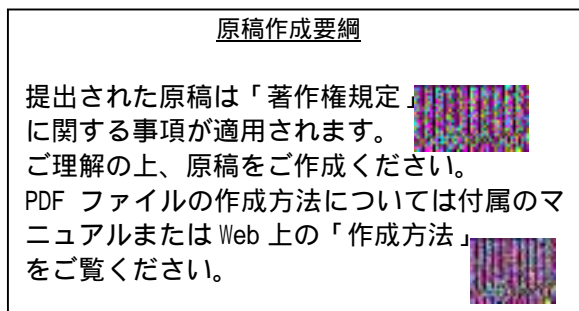 原稿作成要綱
提出された原稿は「著作権規定」
に関する事項が適用されます。
ご理解の上、原稿をご作成ください。
PDF ファイルの作成方法については付属のマ
ニュアルまたは Web 上の「作成方法」
をご覧ください。